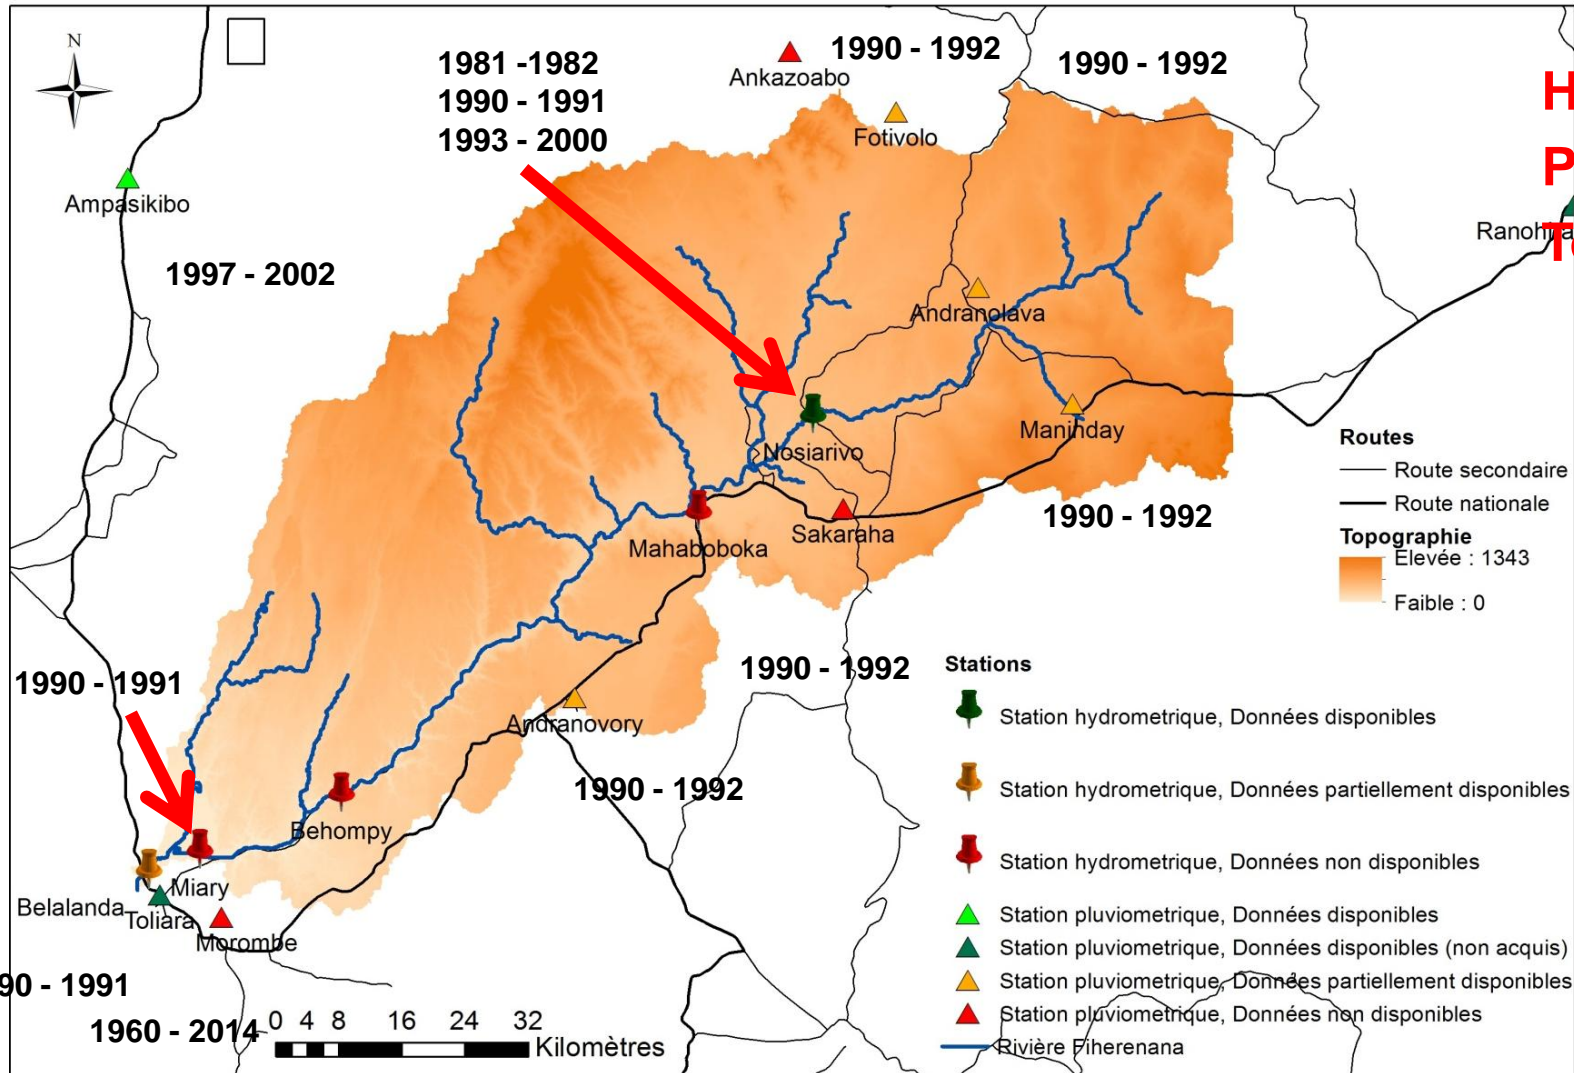 N
1981 -1982
1990 - 1991
1993 - 2000
Ankazoabo
1990 - 1992
1990 - 1992
Fotivolo
H
P
Ranohira
Ampasikibo
1997 - 2002
Andranolava
Nosiarivo
Maninday
Mahaboboka
Sakaraha
1990 - 1992
Routes
Route secondaire
Route nationale
Topographie
Elevée : 1343
Faible : 0
1990 - 1991
1990 - 1992
Andranovory
1990 - 1992
Behompy
Miary
Belalanda
Toliara
Morombe
90 - 1991
1960 - 2014
0 4 8 16 24 32
Kilomètres
Stations
Station hydrometrique, Données disponibles
Station hydrometrique, Données partiellement disponibles
Station hydrometrique, Données non disponibles
Station pluviometrique, Données disponibles
Station pluviometrique, Données disponibles (non acquis)
Station pluviometrique, Données partiellement disponibles
Station pluviometrique, Données non disponibles
Rivière Fiherenana